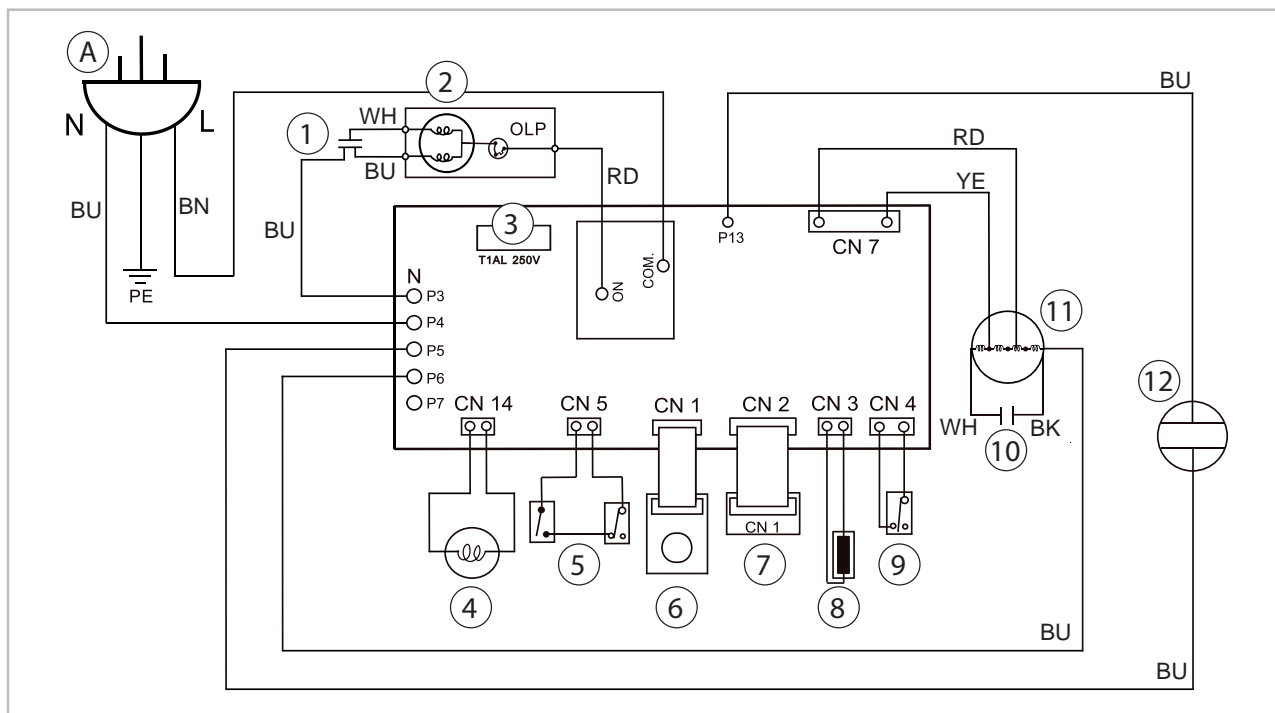 A
N
L
BU
BN
PE
1
WH
BU
BU
2
OLP
RD
3
T1AL 250V
ON
COM.
P13
BU
RD
YE
CN 7
N
P3
P4
P5
P6
P7
CN 14
CN 5
CN 1
CN 2
CN 3
CN 4
11
WH
BK
10
12
CN 1
4
5
6
7
8
9
BU
BU